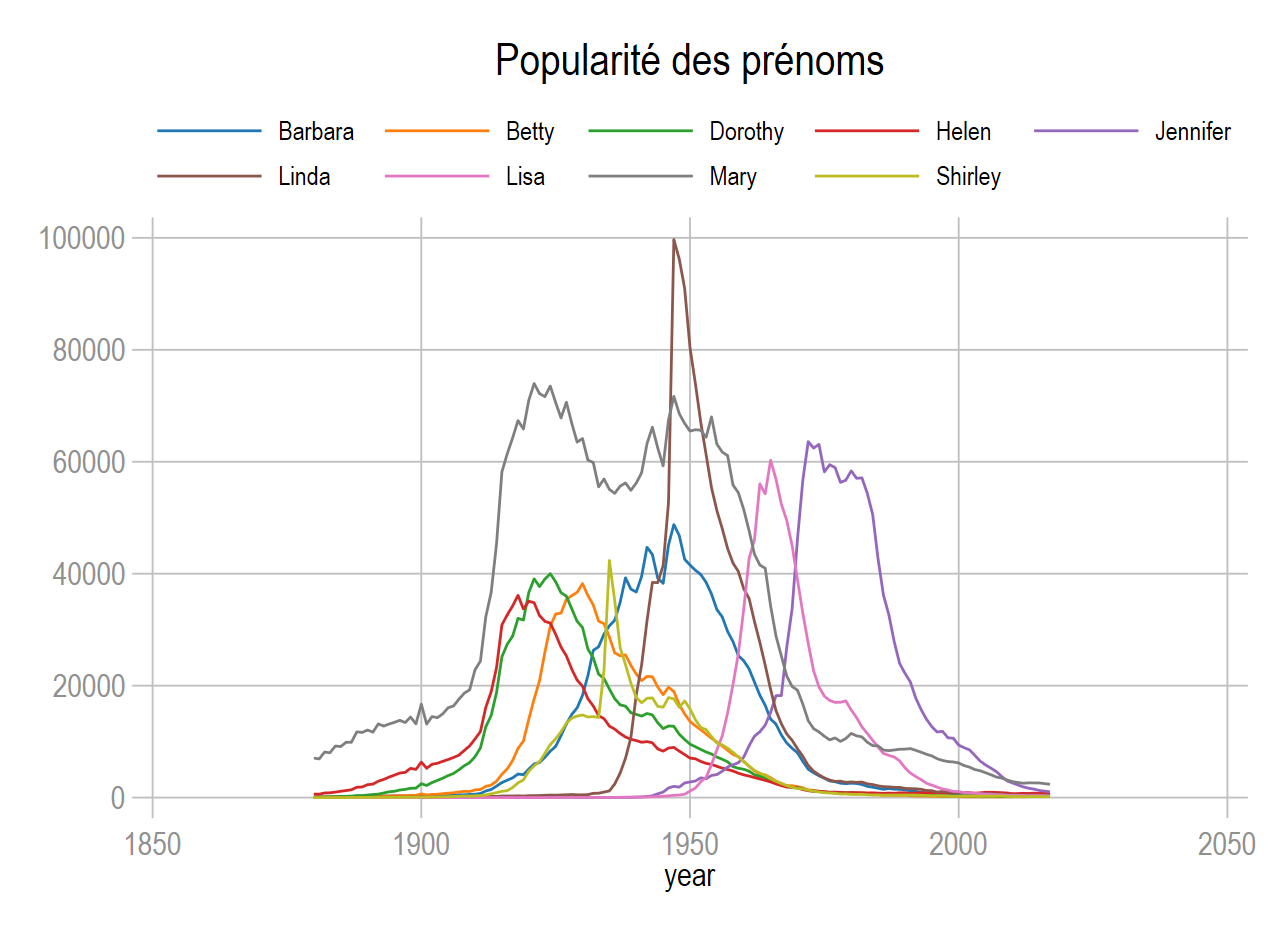 Popularité des prénoms
Barbara Betty Dorothy Helen Jennifer
Linda Lisa Mary Shirley
100000
80000
60000
40000
20000
0
1850 1900 1950 2000 2050
year